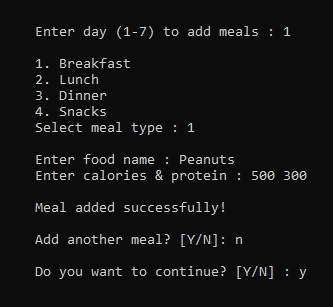 Enter day (1-7) to add meals : 1
1. Breakfast
2. Lunch
3. Dinner
4. Snacks
Select meal type : 1
Enter food name : Peanuts
Enter calories & protein : 500 300
Meal added successfully!
Add another meal? [Y/N]: n
Do you want to continue? [Y/N] : y